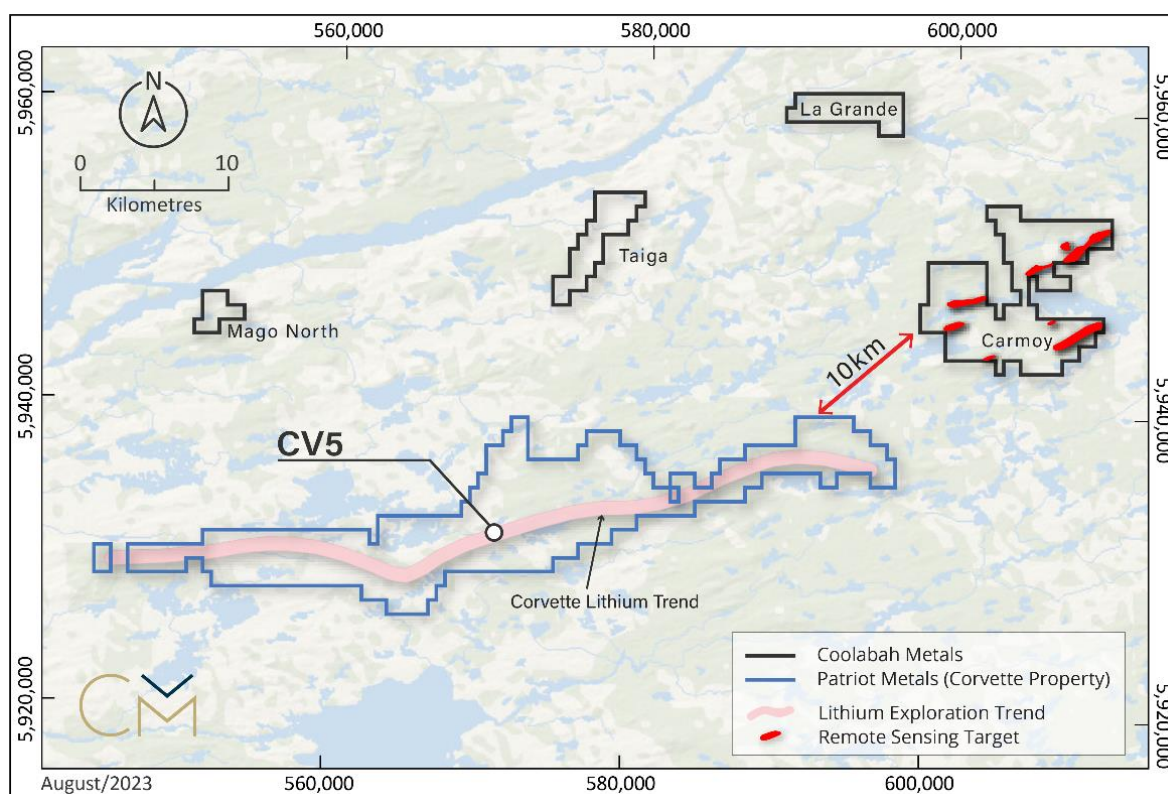 560,000
580,000
600,000
5,960,000
5,960,000
N
0
10
Kilometres
La Grande
Taiga
Mago North
Carmoy
10km
5,940,000
5,940,000
CV5
Corvette Lithium Trend
Coolabah Metals
Patriot Metals (Corvette Property)
Lithium Exploration Trend
Remote Sensing Target
5,920,000
5,920,000
CM
August/2023
560,000
580,000
600,000